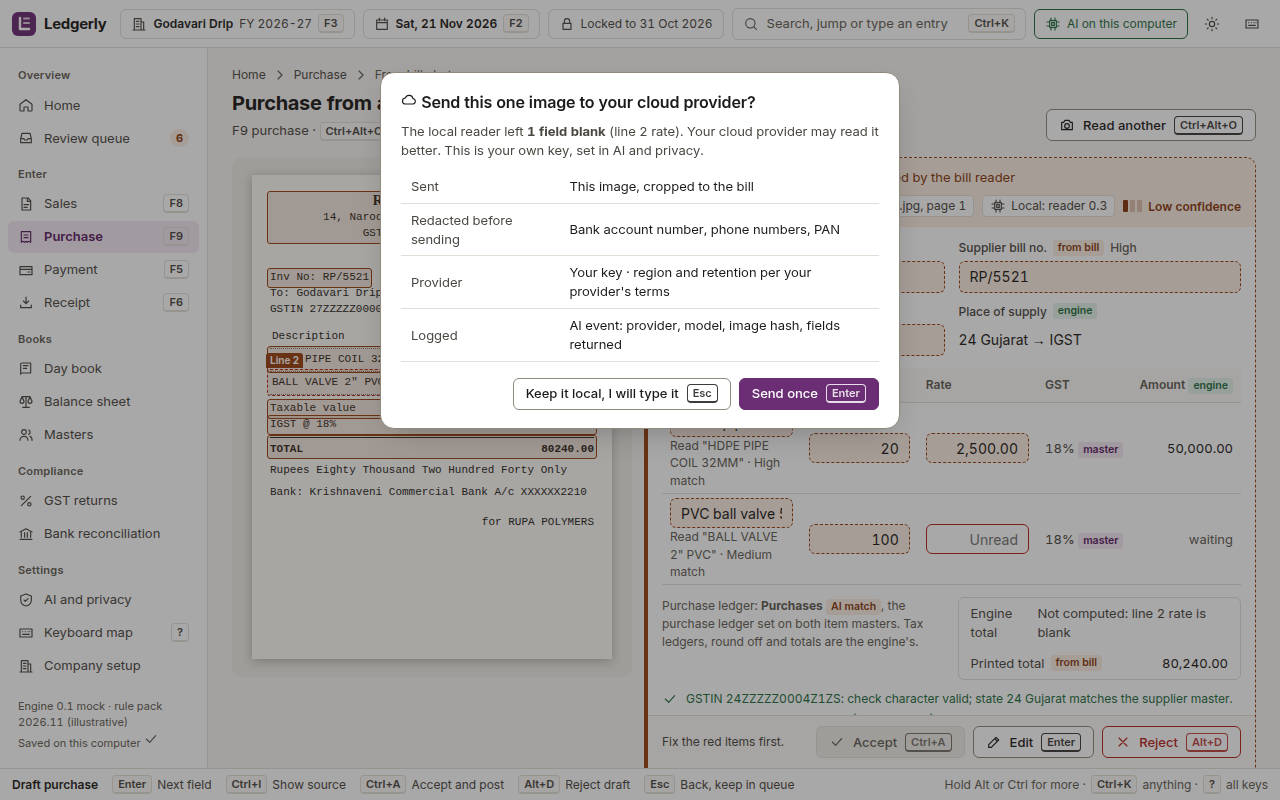 Ledgerly
Godavari Drip FY 2026-27 F3
Sat, 21 Nov 2026 F2
Locked to 31 Oct 2026
Search, jump or type an entry Ctrl+K
AI on this computer
Overview
Home
Review queue 6
Enter
Sales F8
Purchase F9
Payment F5
Receipt F6
Books
Day book
Balance sheet
Masters
Compliance
GST returns
Bank reconciliation
Settings
AI and privacy
Keyboard map ?
Company setup
Engine 0.1 mock · rule pack
2026.11 (illustrative)
Saved on this computer
Home > Purchase >
Purchase from
F9 purchase · Ctrl+Alt+O
Read another Ctrl+Alt+O
Send this one image to your cloud provider?
The local reader left 1 field blank (line 2 rate). Your cloud provider may read it
better. This is your own key, set in AI and privacy.
Sent This image, cropped to the bill
Redacted before
sending
Bank account number, phone numbers, PAN
Provider
Your key · region and retention per your
provider's terms
Logged
AI event: provider, model, image hash, fields
returned
Keep it local, I will type it Esc
Send once Enter
14, Naro
GST
Inv No: RP/5521
To: Godavari Drip
GSTIN 27ZZZZZ0000
Description
Line 2 PIPE COIL 32
BALL VALVE 2" PVC
Taxable value
IGST @ 18%
TOTAL 80240.00
Rupees Eighty Thousand Two Hundred Forty Only
Bank: Krishnaveni Commercial Bank A/c XXXXXX2210
for RUPA POLYMERS
ed by the bill reader
.jpg, page 1
Local: reader 0.3
Low confidence
Supplier bill no. from bill High
RP/5521
Place of supply engine
24 Gujarat → IGST
Rate GST Amount engine
20 2,500.00 18% master 50,000.00
Read "HDPE PIPE
COIL 32MM" · High
match
PVC ball valve
100 Unread 18% master waiting
Read "BALL VALVE
2" PVC" · Medium
match
Purchase ledger: Purchases AI match, the
purchase ledger set on both item masters. Tax
ledgers, round off and totals are the engine's.
Engine
total
Not computed: line 2 rate is
blank
Printed total from bill 80,240.00
GSTIN 24ZZZZZ0004Z1ZS: check character valid; state 24 Gujarat matches the supplier master.
Fix the red items first.
Accept Ctrl+A
Edit Enter
Reject Alt+D
Draft purchase Enter Next field Ctrl+I Show source Ctrl+A Accept and post Alt+D Reject draft Esc Back, keep in queue
Hold Alt or Ctrl for more · Ctrl+K anything · ? all keys